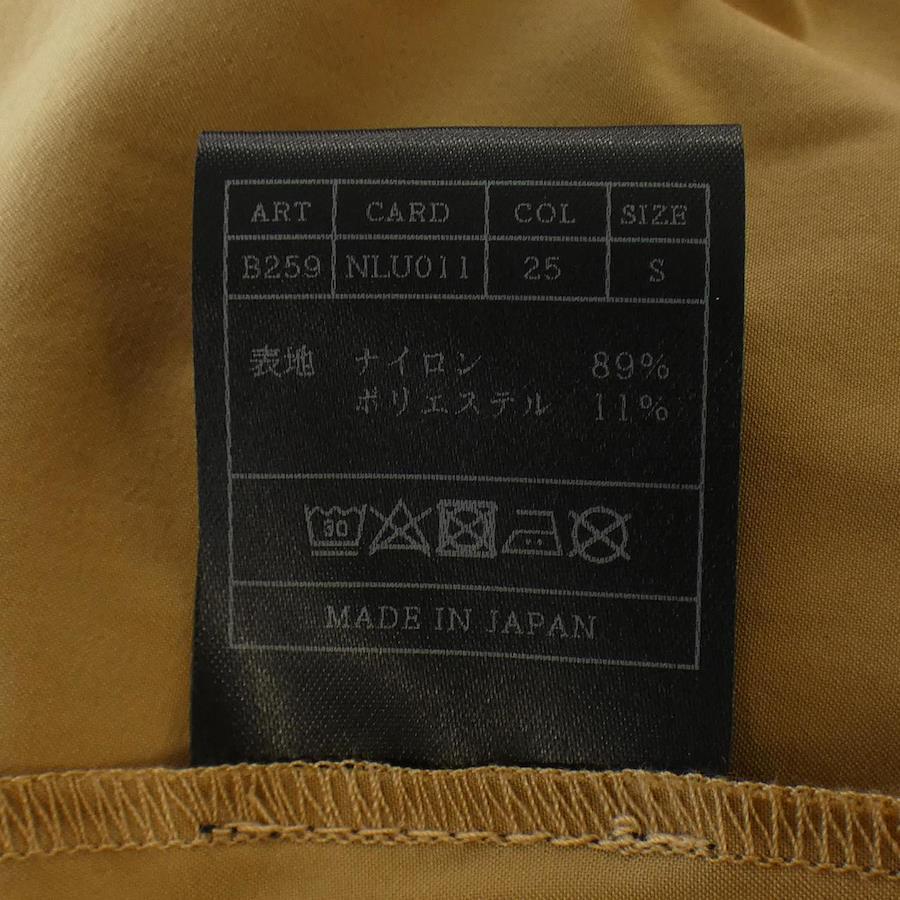 ART CARD COL SIZE
B259 NLU011 25 S
表地 ナイロン 89%
ポリエステル 11%
30
MADE IN JAPAN